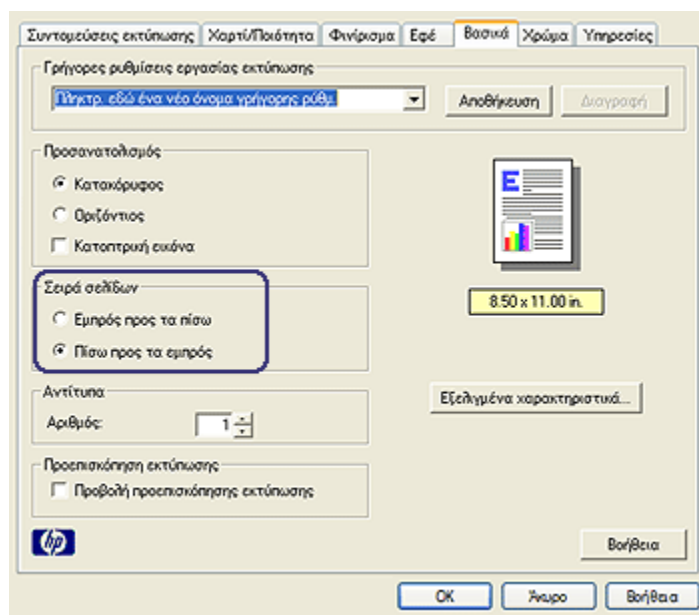 Συντομεύσεις εκτύπωσης Χαρτί/Ποιότητα Φινίρισμα Εφέ Βασικά Χρώμα Υπηρεσίες
Γρήγορες ρυθμίσεις εργασίας εκτύπωσης
Πληκτρ. εδώ ένα νέο όνομα γρήγορης ρύθμ. Αποθήκευση Διαγραφή
Προσανατολισμός
Κατακόρυφος
Οριζόντιος
Κατοπτρική εικόνα
E
Σειρά σελίδων
8.50 x 11.00 in.
Εμπρός προς τα πίσω
Πίσω προς τα εμπρός
Αντίτυπα
Εξελιγμένα χαρακτηριστικά...
Αριθμός: 1
Προεπισκόπηση εκτύπωσης
Προβολή προεπισκόπησης εκτύπωσης
hp
Βοήθεια
OK Άκυρο Βοήθεια